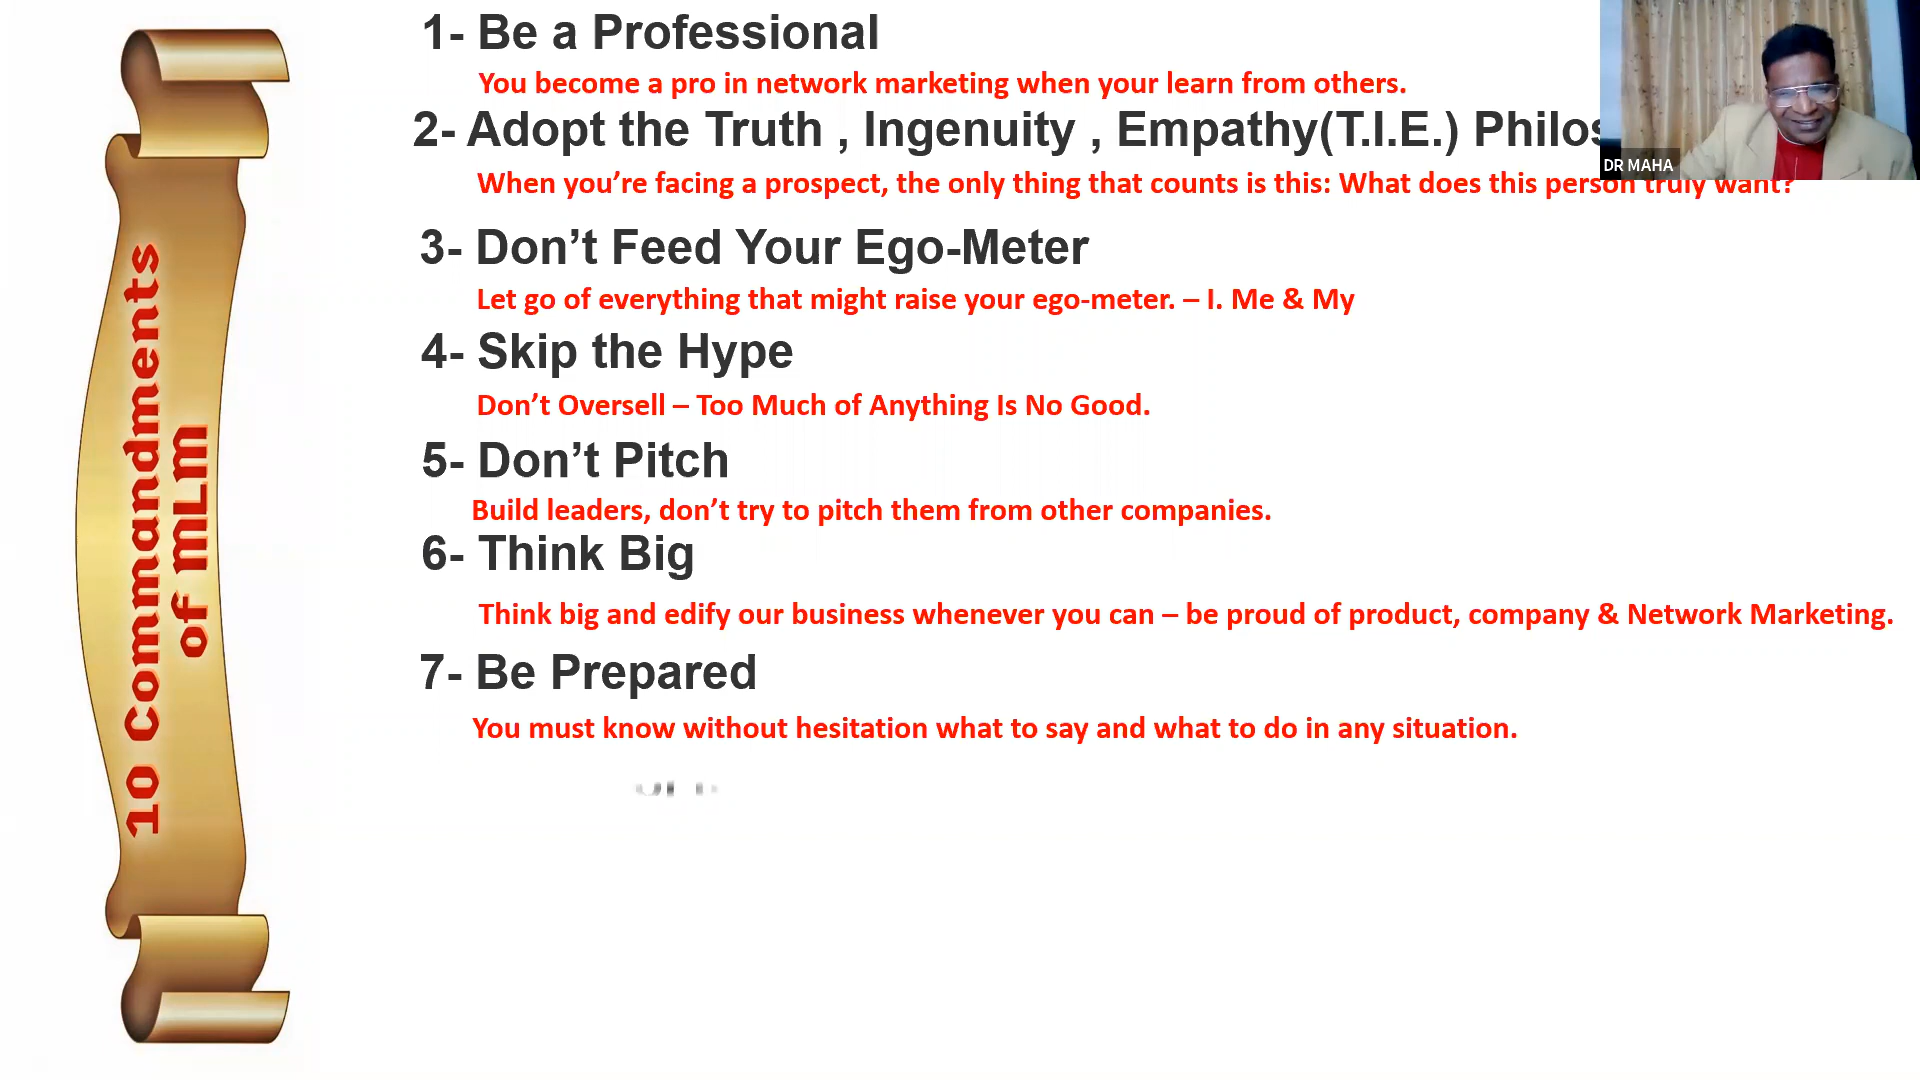 10 Commandments
of MLM
1- Be a Professional
You become a pro in network marketing when your learn from others.
2- Adopt the Truth , Ingenuity , Empathy(T.I.E.)
When you’re facing a prospect, the only thing that counts is this: What does this person truly want?
3- Don’t Feed Your Ego-Meter
Let go of everything that might raise your ego-meter. – I. Me & My
4- Skip the Hype
Don’t Oversell – Too Much of Anything Is No Good.
5- Don’t Pitch
Build leaders, don’t try to pitch them from other companies.
6- Think Big
Think big and edify our business whenever you can – be proud of product, company & Network Marketing.
7- Be Prepared
You must know without hesitation what to say and what to do in any situation.
DR MAHA